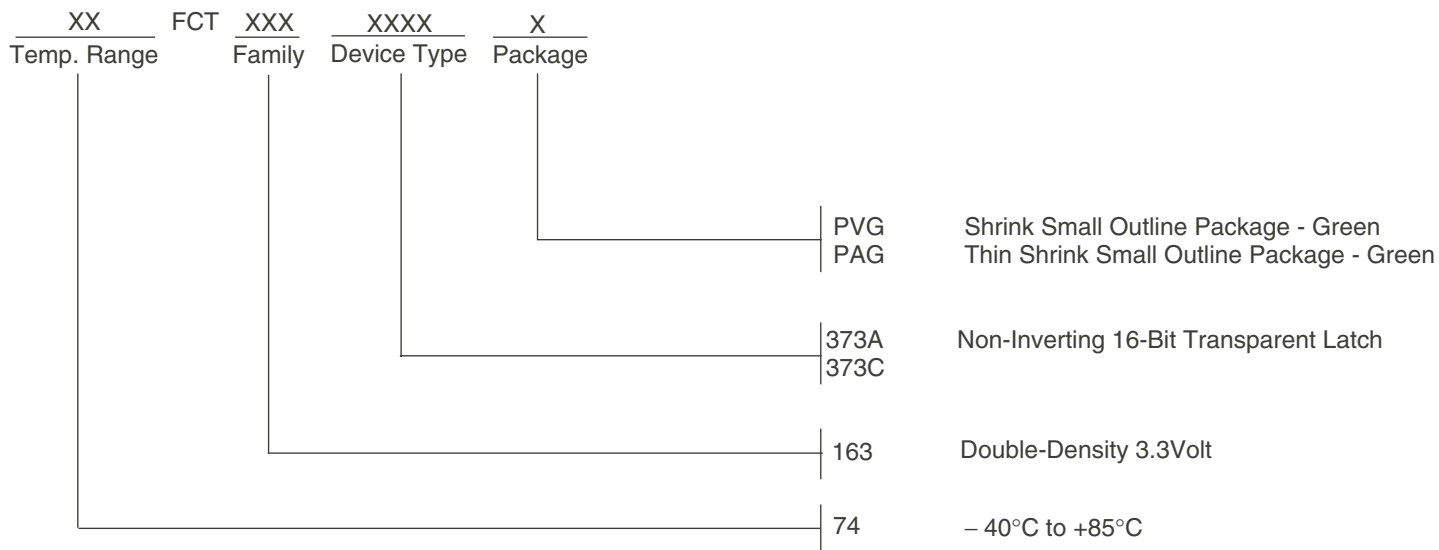 XX FCT XXX XXXX X
Temp. Range Family Device Type Package
PVG Shrink Small Outline Package - Green
PAG Thin Shrink Small Outline Package - Green
373A Non-Inverting 16-Bit Transparent Latch
373C
163 Double-Density 3.3Volt
74 – 40°C to +85°C